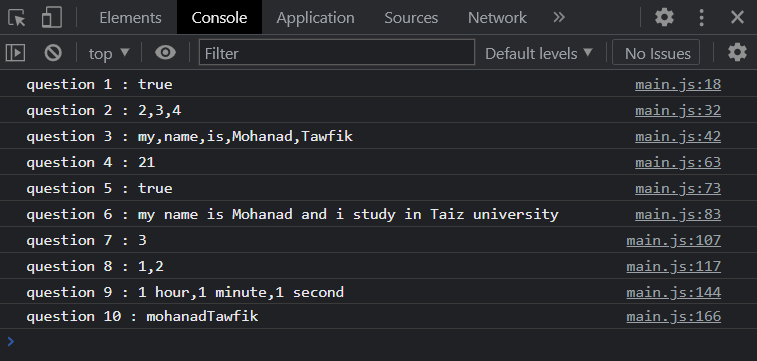 Elements Console Application Sources Network
top Filter Default levels No Issues
question 1 : true main.js:18
question 2 : 2,3,4 main.js:32
question 3 : my,name,is,Mohanad,Tawfik main.js:42
question 4 : 21 main.js:63
question 5 : true main.js:73
question 6 : my name is Mohanad and i study in Taiz university main.js:83
question 7 : 3 main.js:107
question 8 : 1,2 main.js:117
question 9 : 1 hour,1 minute,1 second main.js:144
question 10 : mohanadTawfik main.js:166